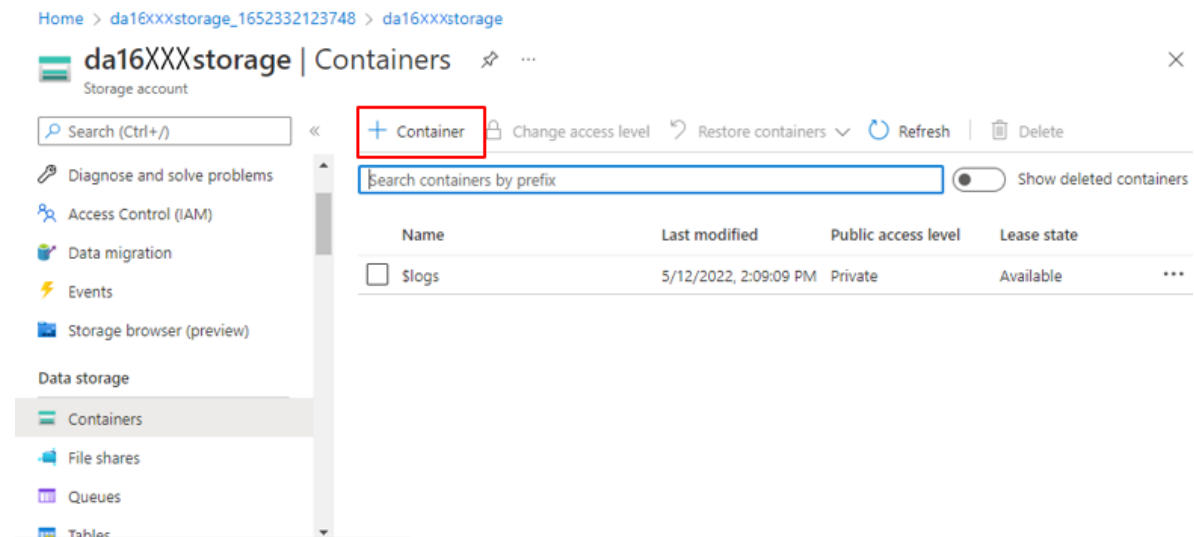 Home > da16XXXstorage_1652332123748 > da16XXXstorage
da16XXXstorage | Containers ...
Storage account
Search (Ctrl+/) «
Diagnose and solve problems
Access Control (IAM)
Data migration
Events
Storage browser (preview)
Data storage
Containers
File shares
Queues
Tables
+ Container Change access level Restore containers Refresh Delete
Search containers by prefix Show deleted containers
Name Last modified Public access level Lease state
$logs 5/12/2022, 2:09:09 PM Private Available ...